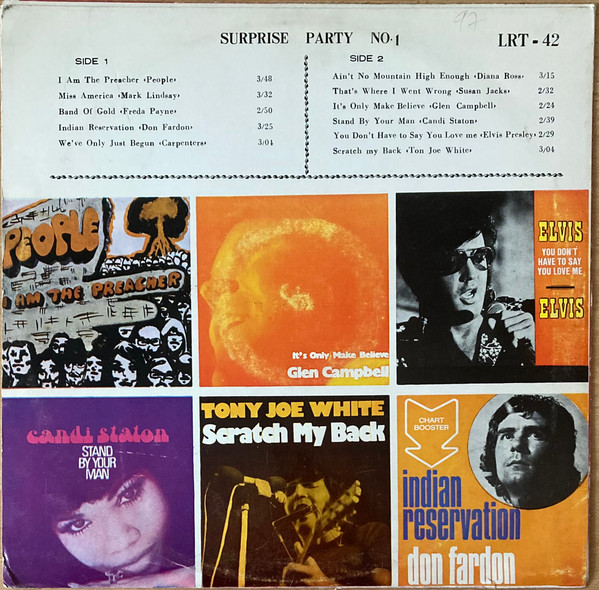 97
SURPRISE PARTY NO.1
LRT - 42
SIDE 1
I Am The Preacher ‹People› 3/48
Miss America ‹Mark Lindsay› 3/32
Band Of Gold ‹Freda Payne› 2/50
Indian Reservation ‹Don Fardon› 3/25
We've Only Just Begun ‹Carpenters› 3/04
SIDE 2
Ain't No Mountain High Enough ‹Diana Ross› 3/15
That's Where I Went Wrong ‹Susan Jacks› 2/32
It's Only Make Believe ‹Glen Campbell› 2/24
Stand By Your Man ‹Candi Staton› 2/39
You Don't Have to Say You Love me ‹Elvis Presley› 2/29
Scratch my Back ‹Ton Joe White› 3/04
PEOPLE
I AM THE PREACHER
It's Only Make Believe
Glen Campbell
ELVIS
YOU DON'T
HAVE TO SAY
YOU LOVE ME
ELVIS
candi staton
STAND
BY YOUR
MAN
TONY JOE WHITE
Scratch My Back
CHART
BOOSTER
indian
reservation
don fardon